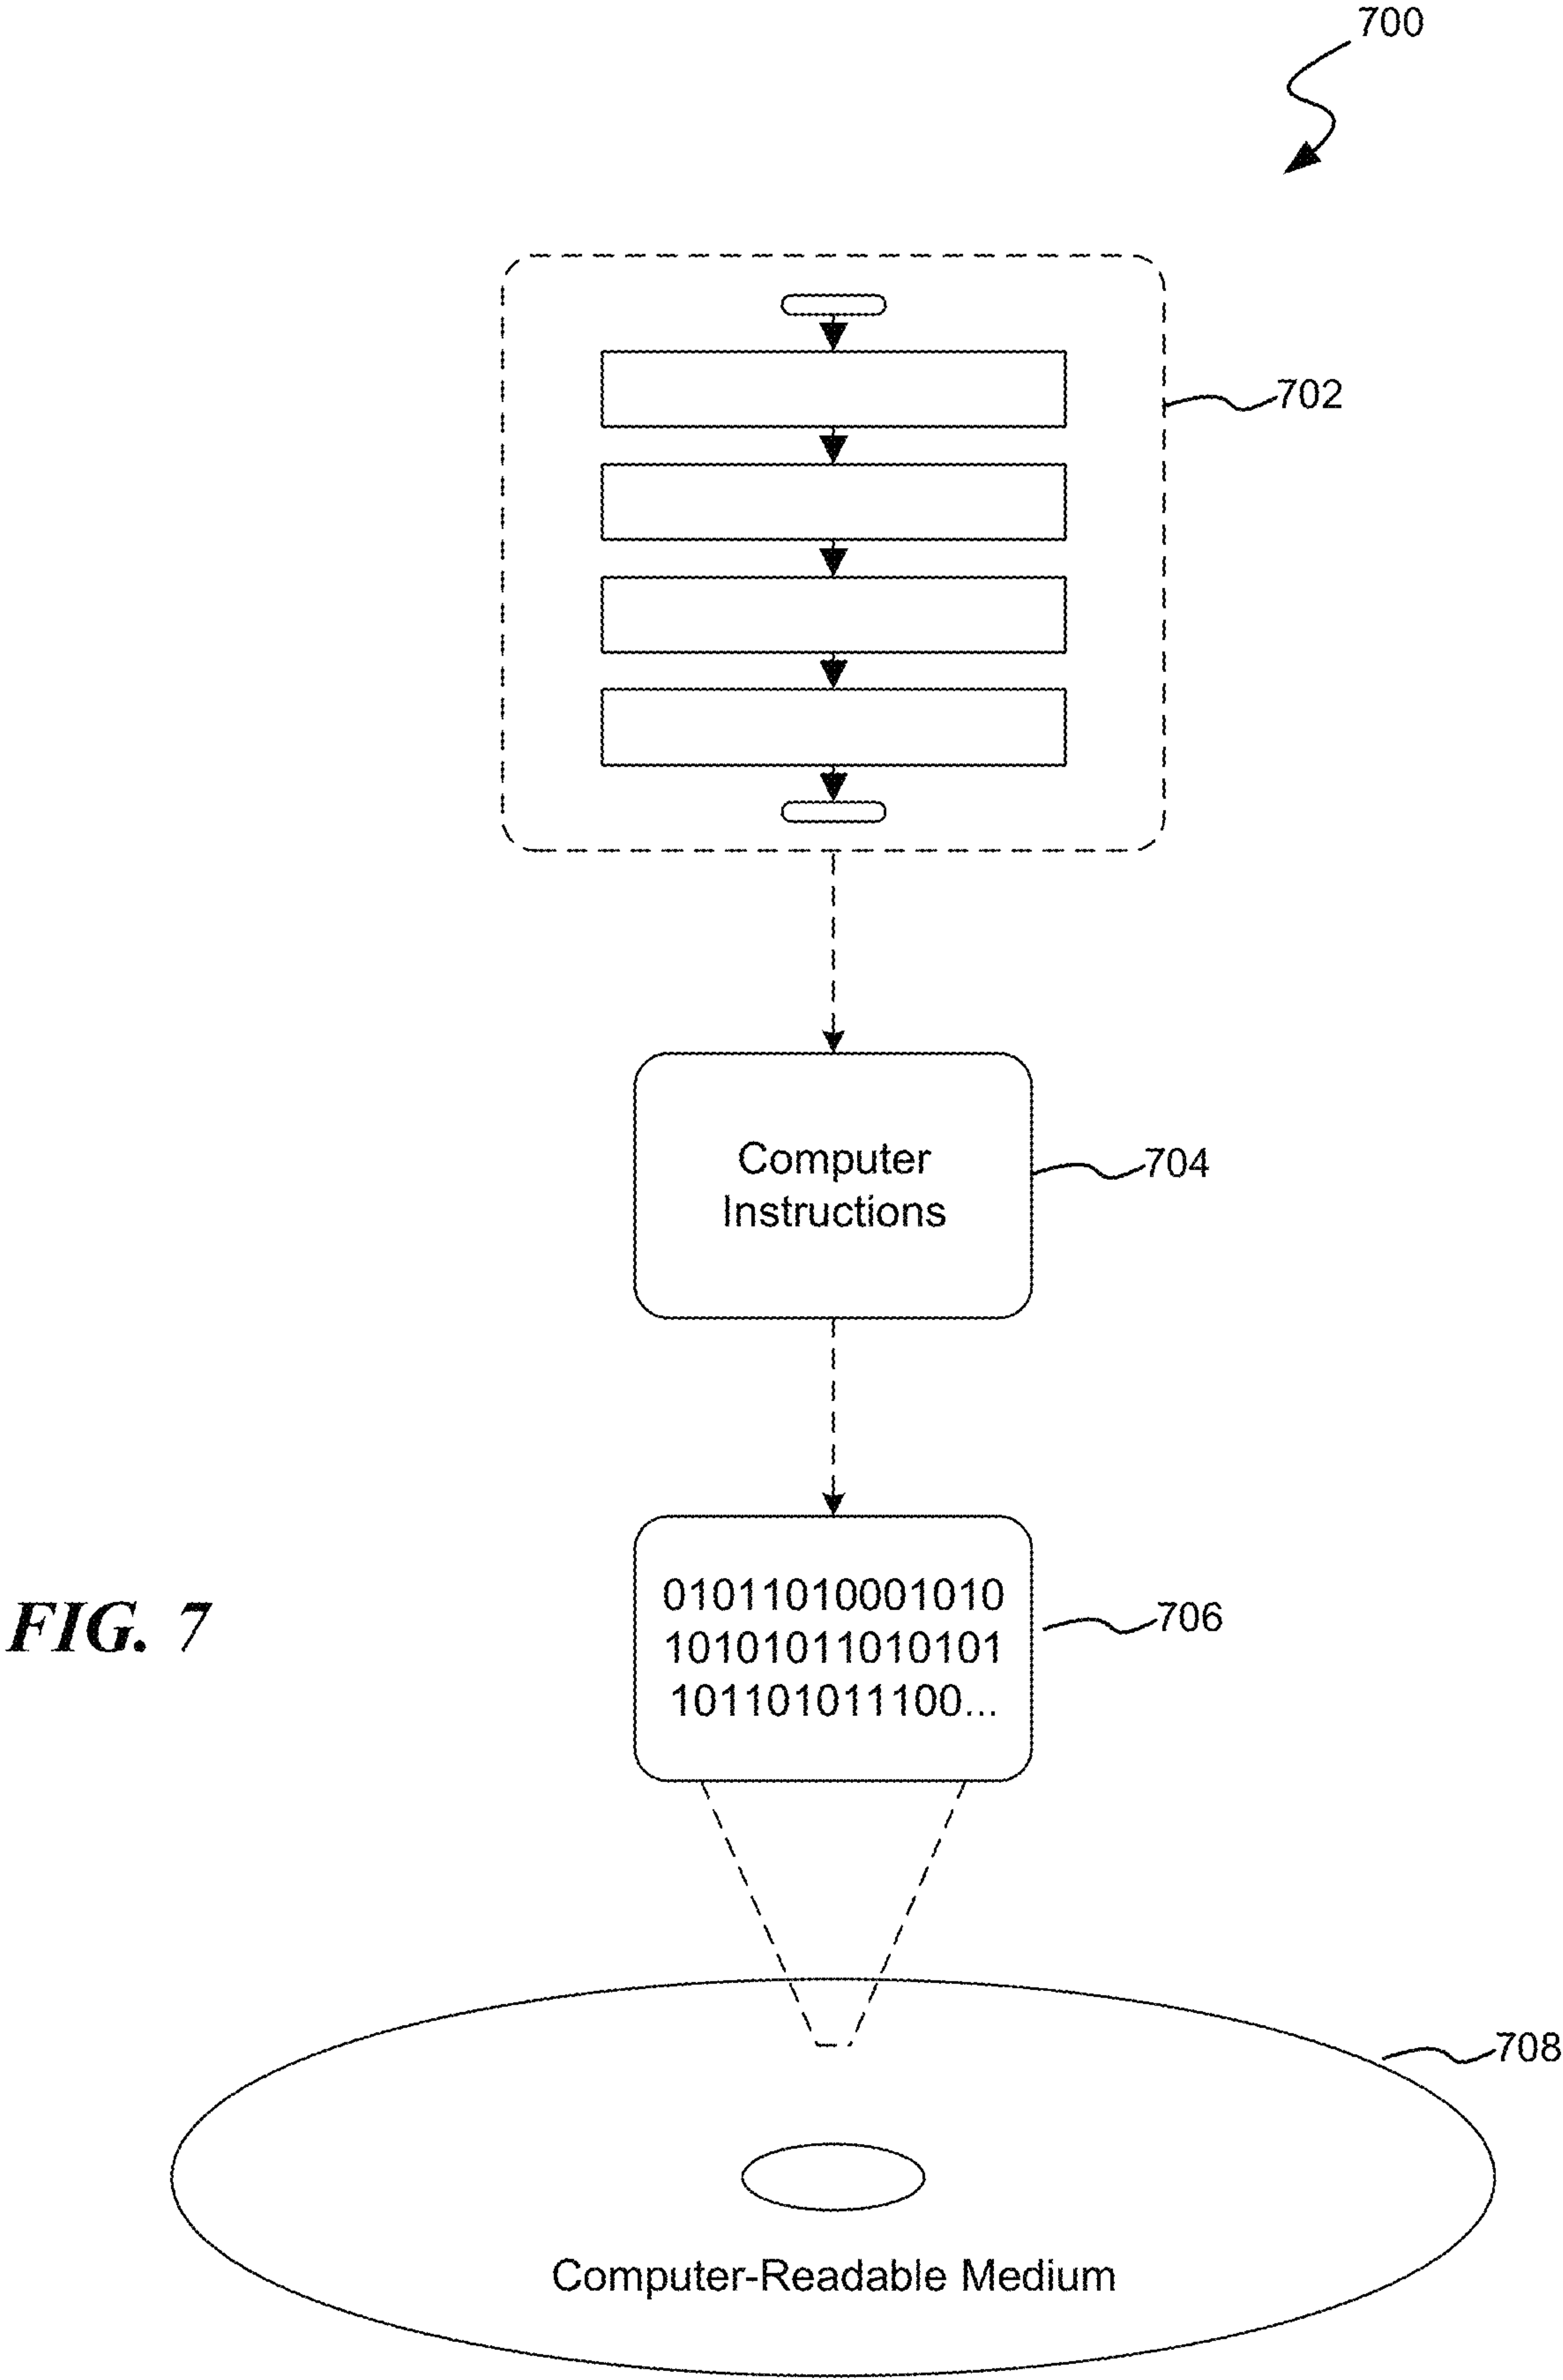 700
702
Computer
Instructions
704
01011010001010
10101011010101
101101011100...
706
FIG. 7
708
Computer-Readable Medium